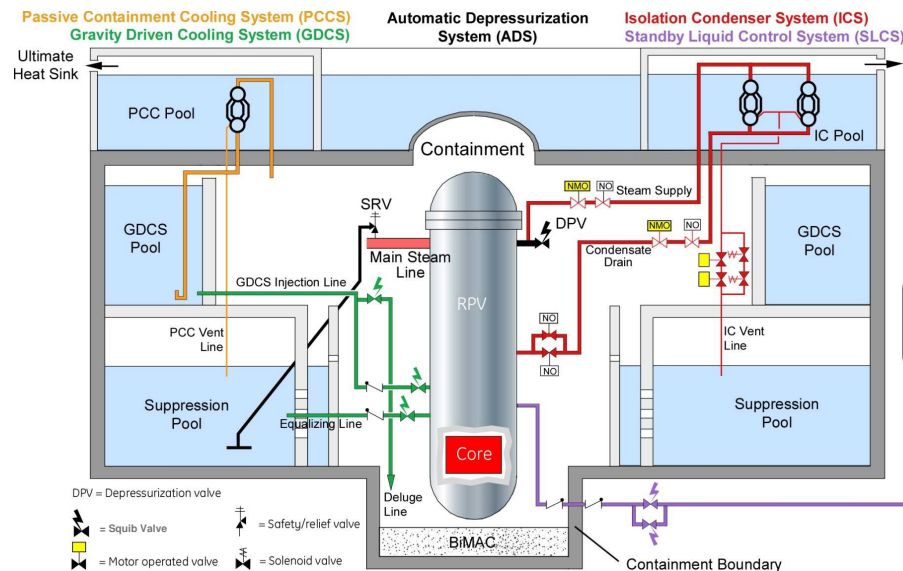 Passive Containment Cooling System (PCCS)
Gravity Driven Cooling System (GDCS)
Automatic Depressurization
System (ADS)
Isolation Condenser System (ICS)
Standby Liquid Control System (SLCS)
Ultimate
Heat Sink
PCC Pool
IC Pool
Containment
NMO
NO
Steam Supply
SRV
DPV
GDCS
Pool
Main Steam
Line
NMO
NO
Condensate
Drain
GDCS
Pool
GDCS Injection Line
RPV
NO
NO
PCC Vent
Line
IC Vent
Line
Suppression
Pool
Equalizing Line
Suppression
Pool
Core
DPV = Depressurization valve
Deluge
Line
= Squib Valve
= Safety/relief valve
BiMAC
= Motor operated valve
= Solenoid valve
Containment Boundary